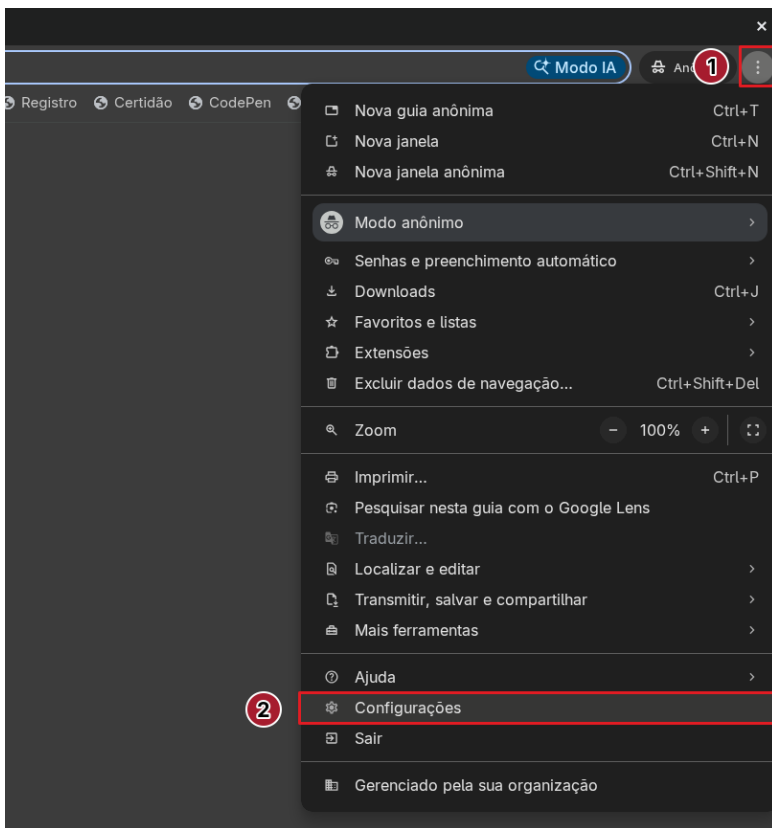 Modo IA
1
Registro Certidão CodePen
Nova guia anônima Ctrl+T
Nova janela Ctrl+N
Nova janela anônima Ctrl+Shift+N
Modo anônimo
Senhas e preenchimento automático
Downloads Ctrl+J
Favoritos e listas
Extensões
Excluir dados de navegação... Ctrl+Shift+Del
Zoom - 100% +
Imprimir... Ctrl+P
Pesquisar nesta guia com o Google Lens
Traduzir...
Localizar e editar
Transmitir, salvar e compartilhar
Mais ferramentas
Ajuda
2 Configurações
Sair
Gerenciado pela sua organização